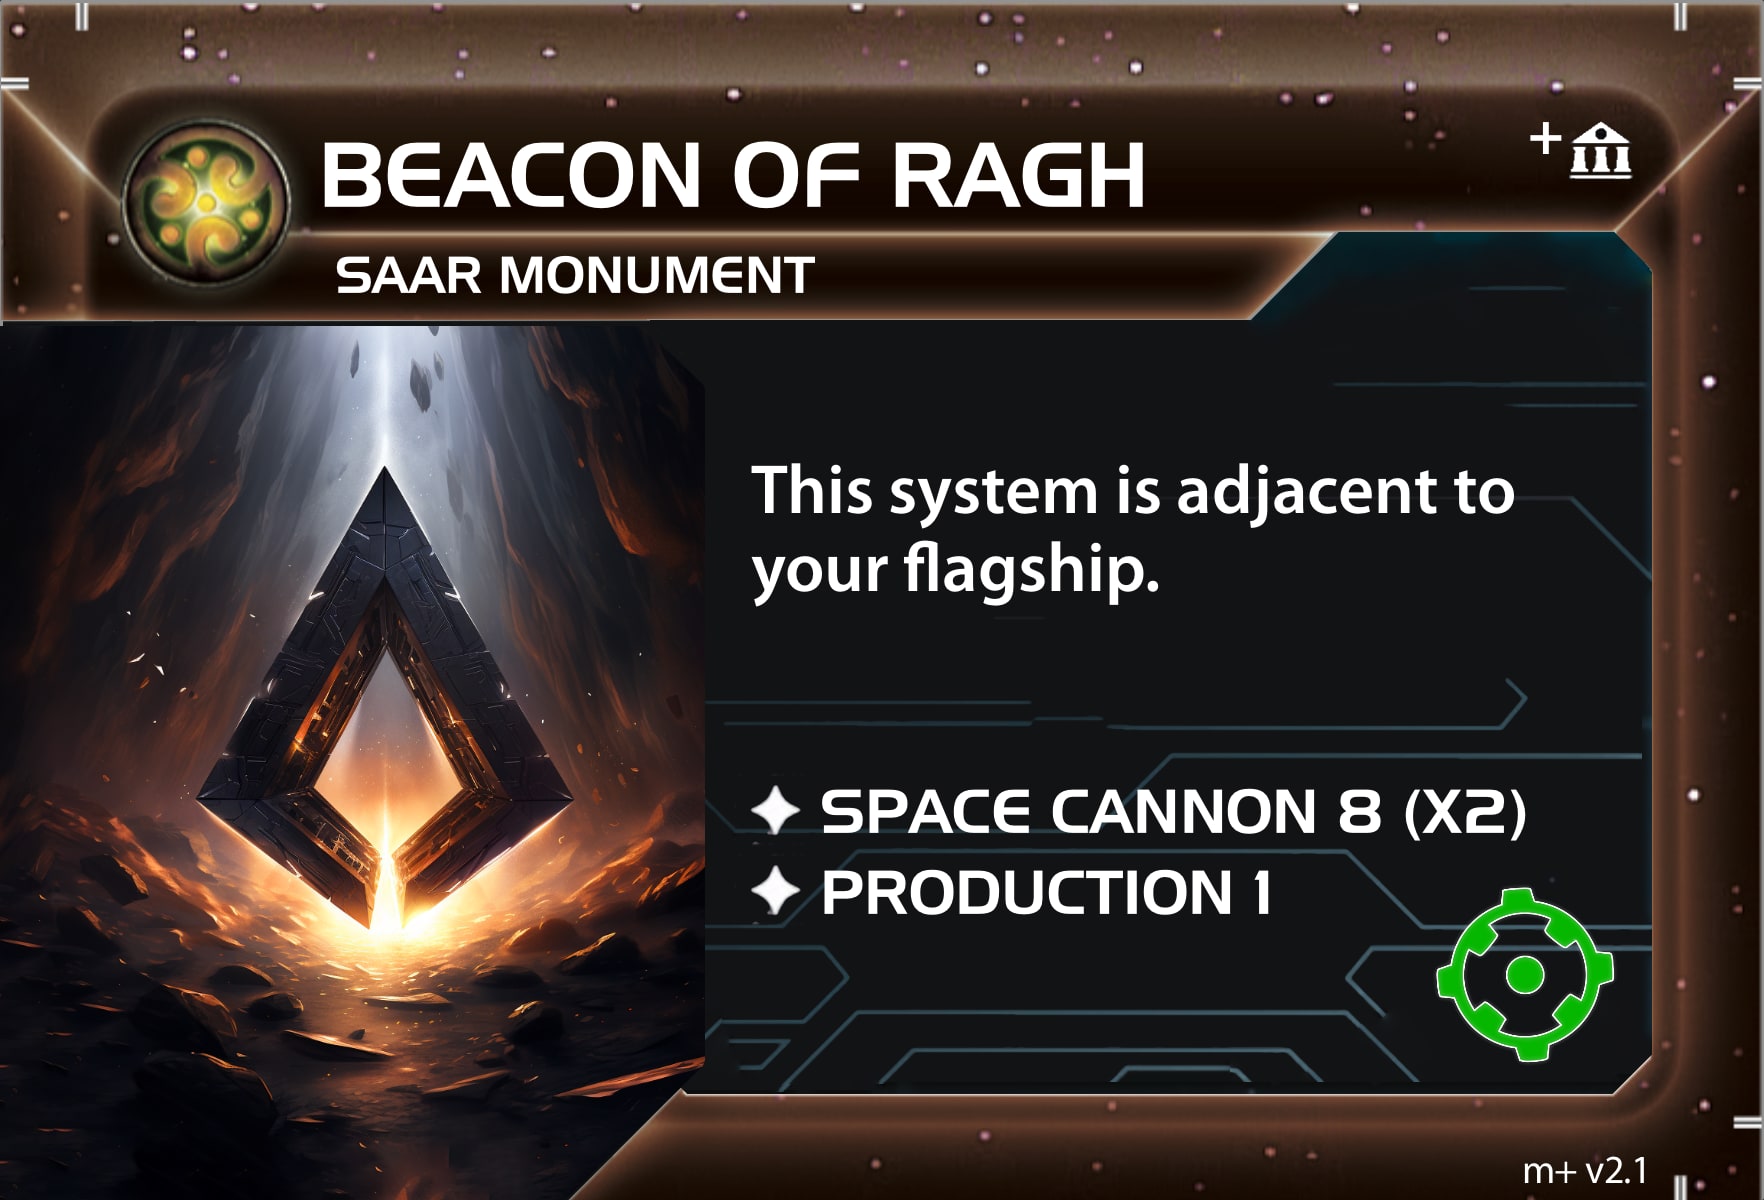 BEACON OF RAGH
+
SAAR MONUMENT
This system is adjacent to
your flagship.
SPACE CANNON 8 (X2)
PRODUCTION 1
m+ v2.1